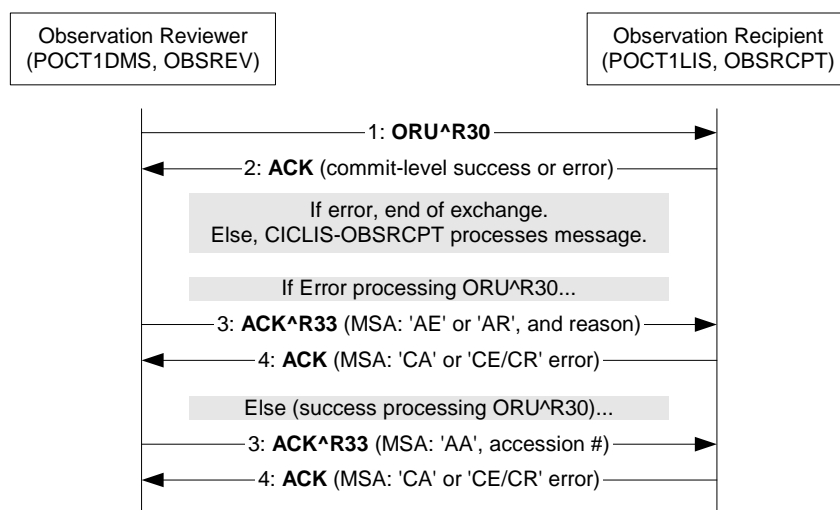 Observation Reviewer
(POCT1DMS, OBSREV)
Observation Recipient
(POCT1LIS, OBSRCPT)
1: ORU^R30
2: ACK (commit-level success or error)
If error, end of exchange.
Else, CICLIS-OBSRCPT processes message.
If Error processing ORU^R30...
3: ACK^R33 (MSA: 'AE' or 'AR', and reason)
4: ACK (MSA: 'CA' or 'CE/CR' error)
Else (success processing ORU^R30)...
3: ACK^R33 (MSA: 'AA', accession #)
4: ACK (MSA: 'CA' or 'CE/CR' error)